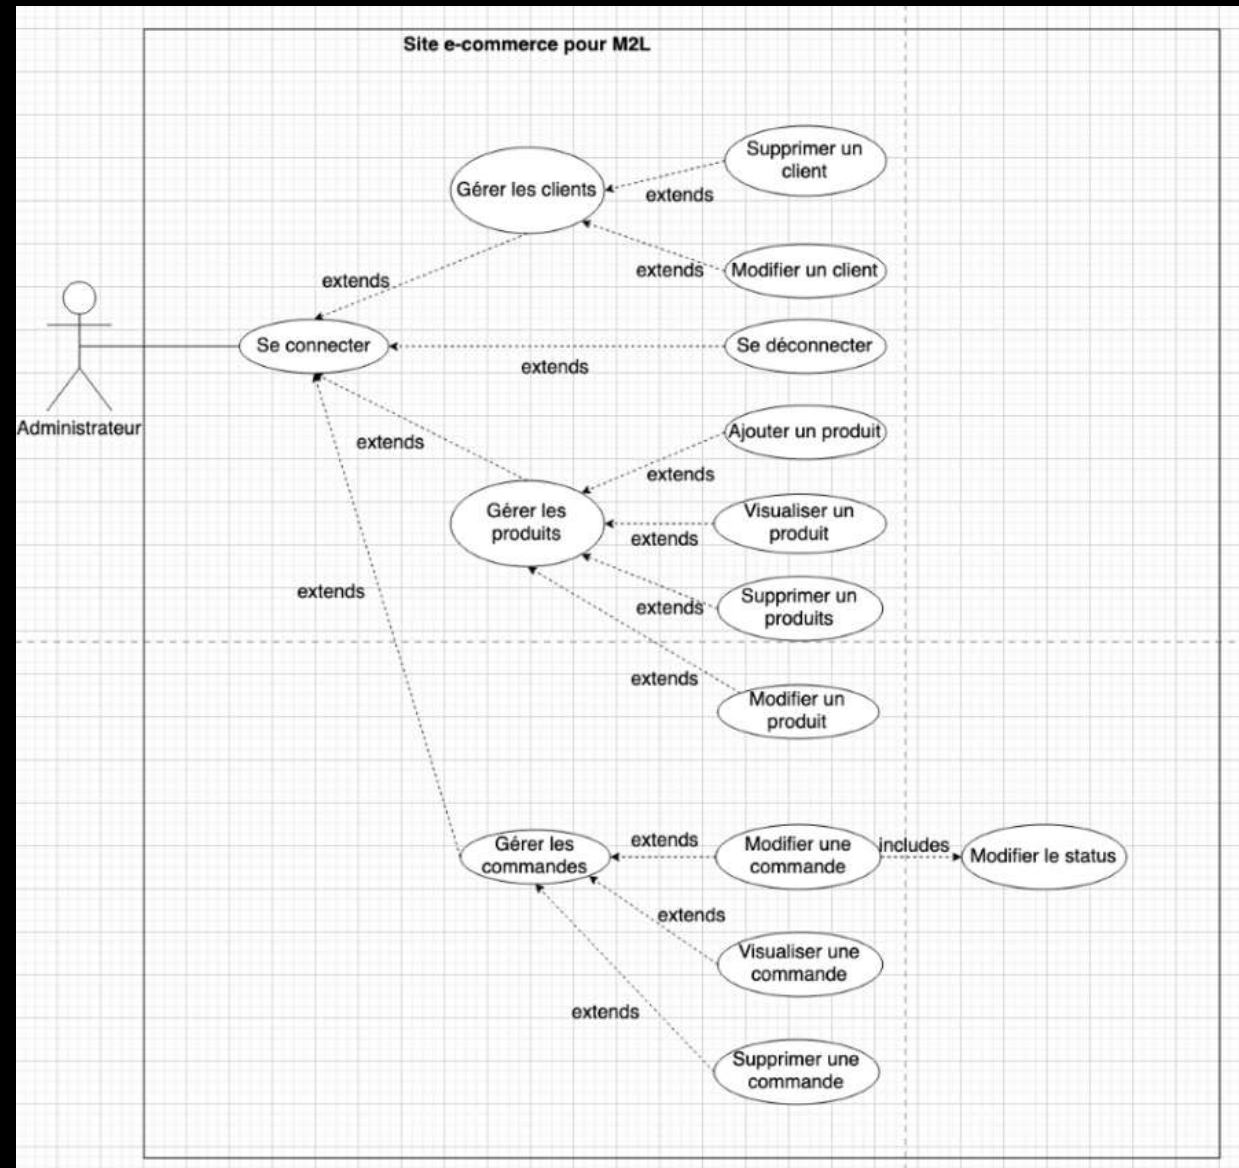 Site e-commerce pour M2L
Supprimer un
client
Gérer les clients
extends
extends
Modifier un client
extends
Se connecter
Se déconnecter
extends
Administrateur
Ajouter un produit
extends
extends
Gérer les
produits
Visualiser un
produit
extends
extends
Supprimer un
produits
extends
extends
Modifier un
produit
Gérer les
commandes
extends
Modifier une
commande
includes
Modifier le status
extends
Visualiser une
commande
extends
Supprimer une
commande